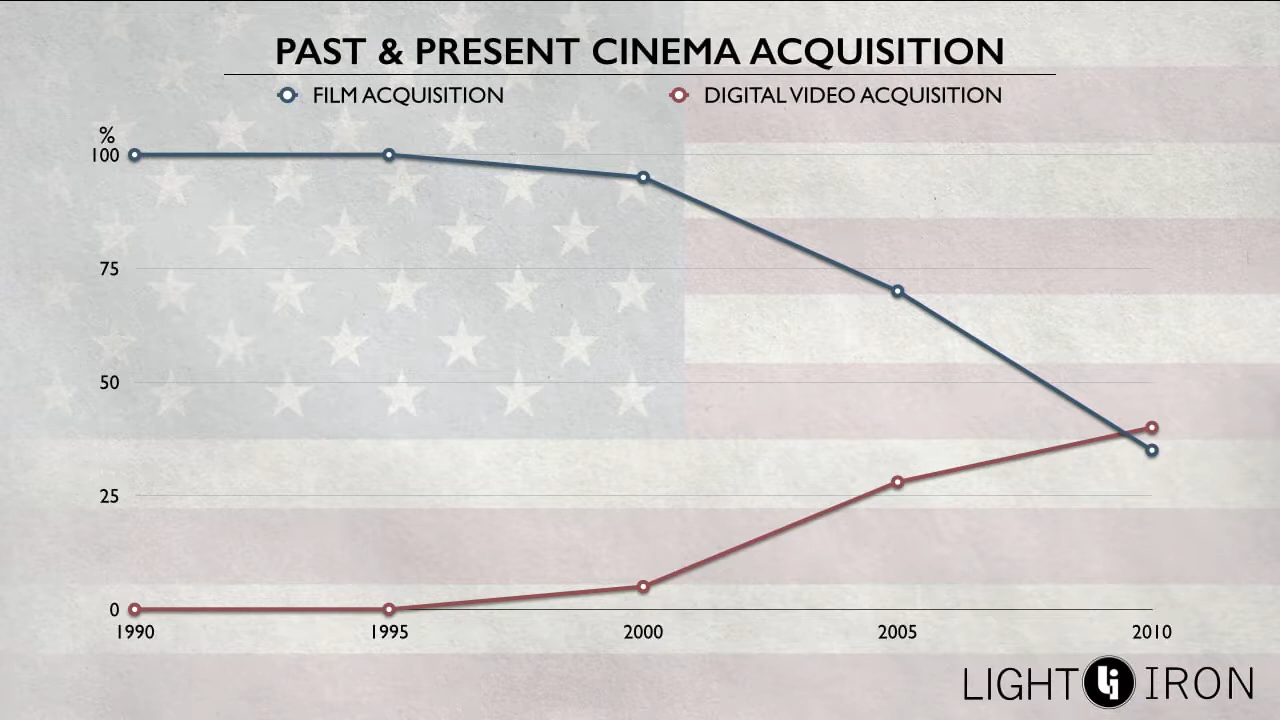 PAST & PRESENT CINEMA ACQUISITION
FILM ACQUISITION DIGITAL VIDEO ACQUISITION
%
100
75
50
25
0
1990 1995 2000 2005 2010
LIGHT IRON